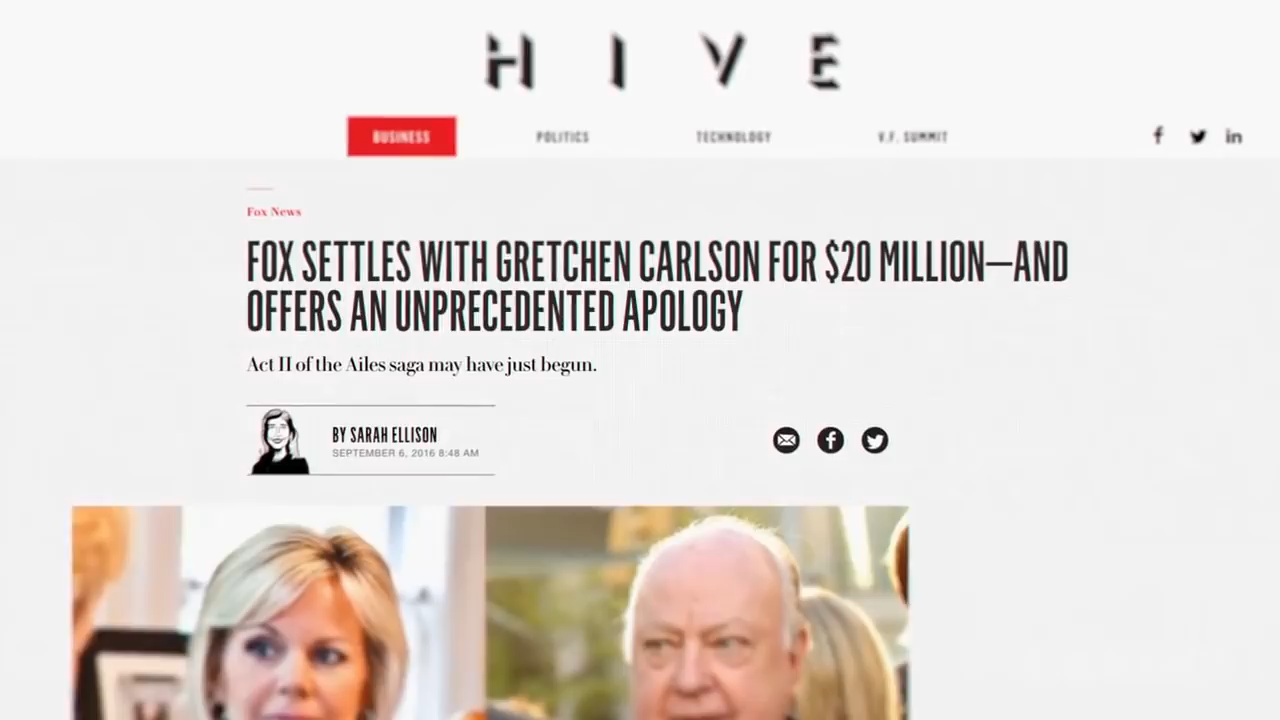 HIVE
BUSINESS POLITICS TECHNOLOGY V.F. SUMMIT
Fox News
FOX SETTLES WITH GRETCHEN CARLSON FOR $20 MILLION—AND
OFFERS AN UNPRECEDENTED APOLOGY
Act II of the Ailes saga may have just begun.
BY SARAH ELLISON
SEPTEMBER 6, 2016 8:48 AM